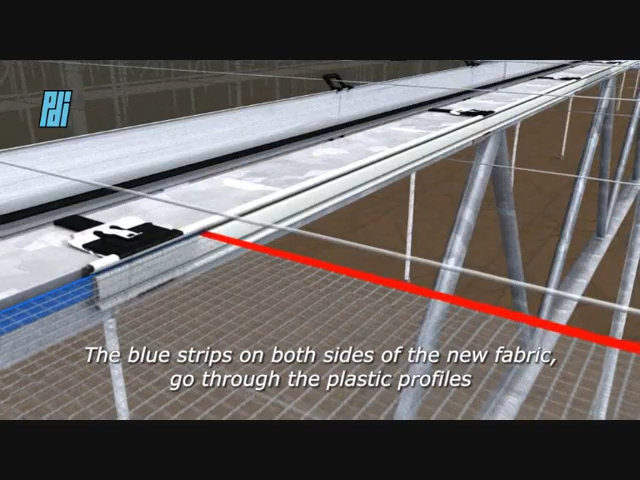 Pdi
The blue strips on both sides of the new fabric,
go through the plastic profiles